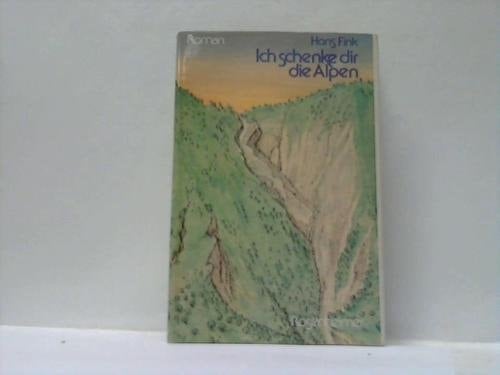 Roman
Hans Fink
Ich schenke dir
die Alpen